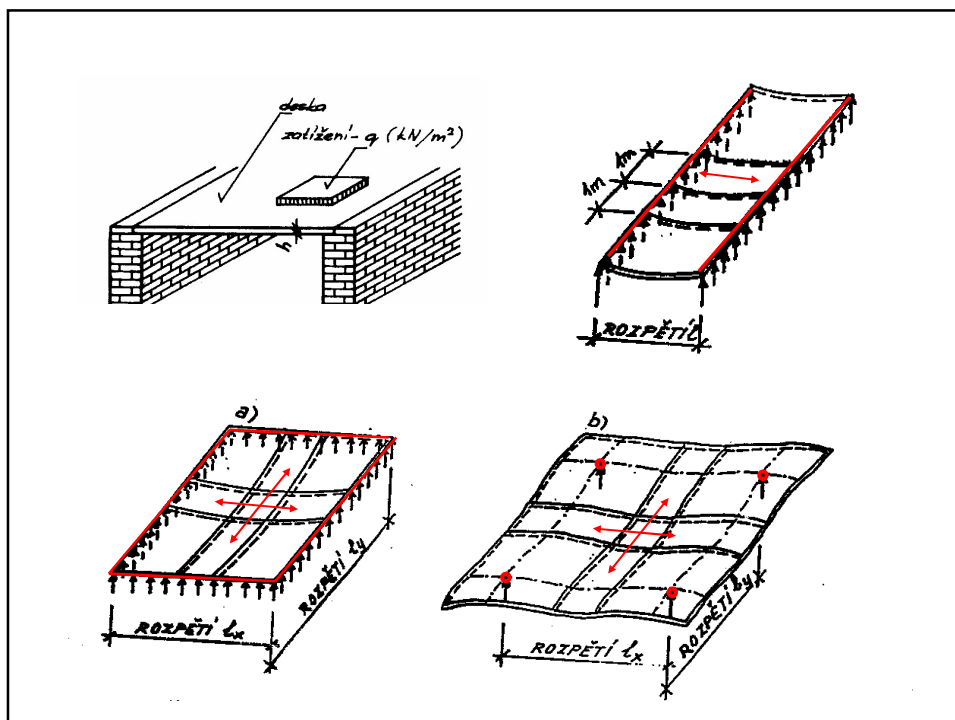 deska
zatížení - q (kN/m²)
h
1m
1m
ROZPĚTÍ l
a)
ROZPĚTÍ lx
ROZPĚTÍ ly
b)
ROZPĚTÍ lx
ROZPĚTÍ ly